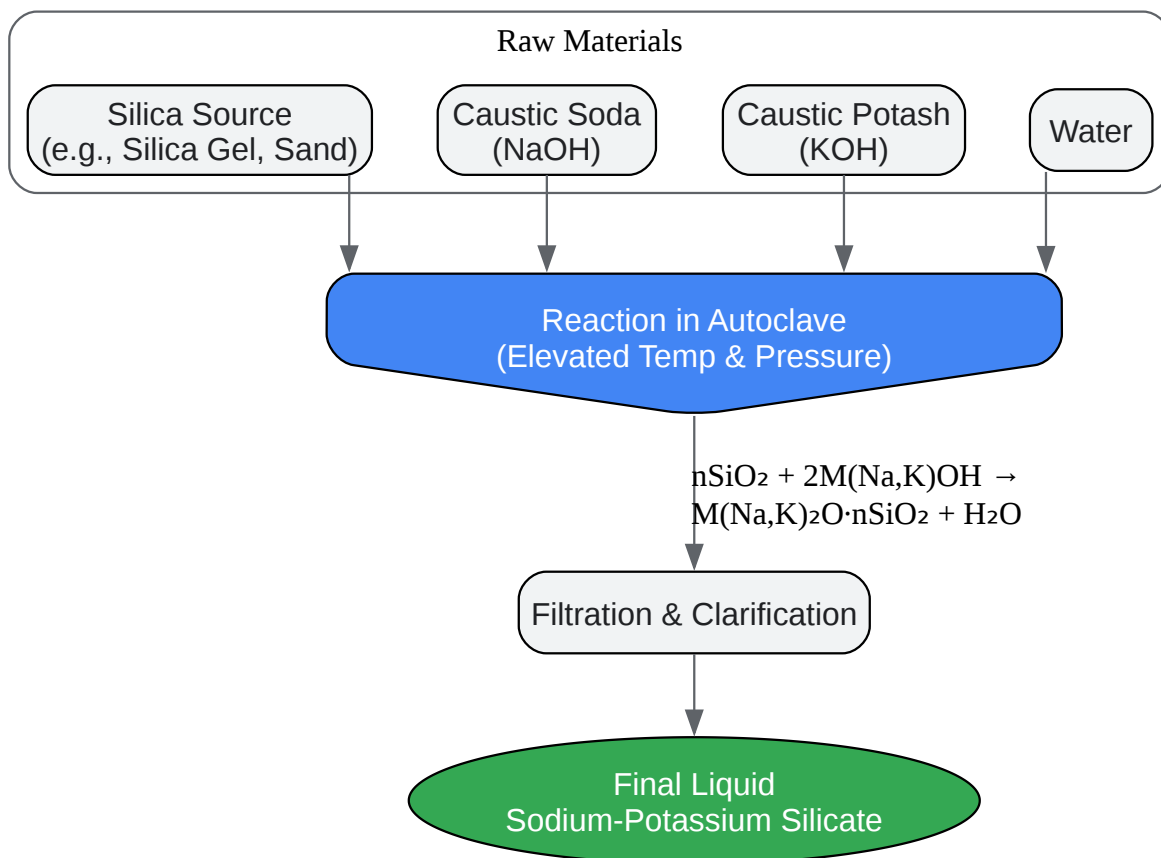 Raw Materials
Silica Source
(e.g., Silica Gel, Sand)
Caustic Soda
(NaOH)
Caustic Potash
(KOH)
Water
Reaction in Autoclave
(Elevated Temp & Pressure)
nSiO₂ + 2M(Na,K)OH →
M(Na,K)₂O·nSiO₂ + H₂O
Filtration & Clarification
Final Liquid
Sodium-Potassium Silicate